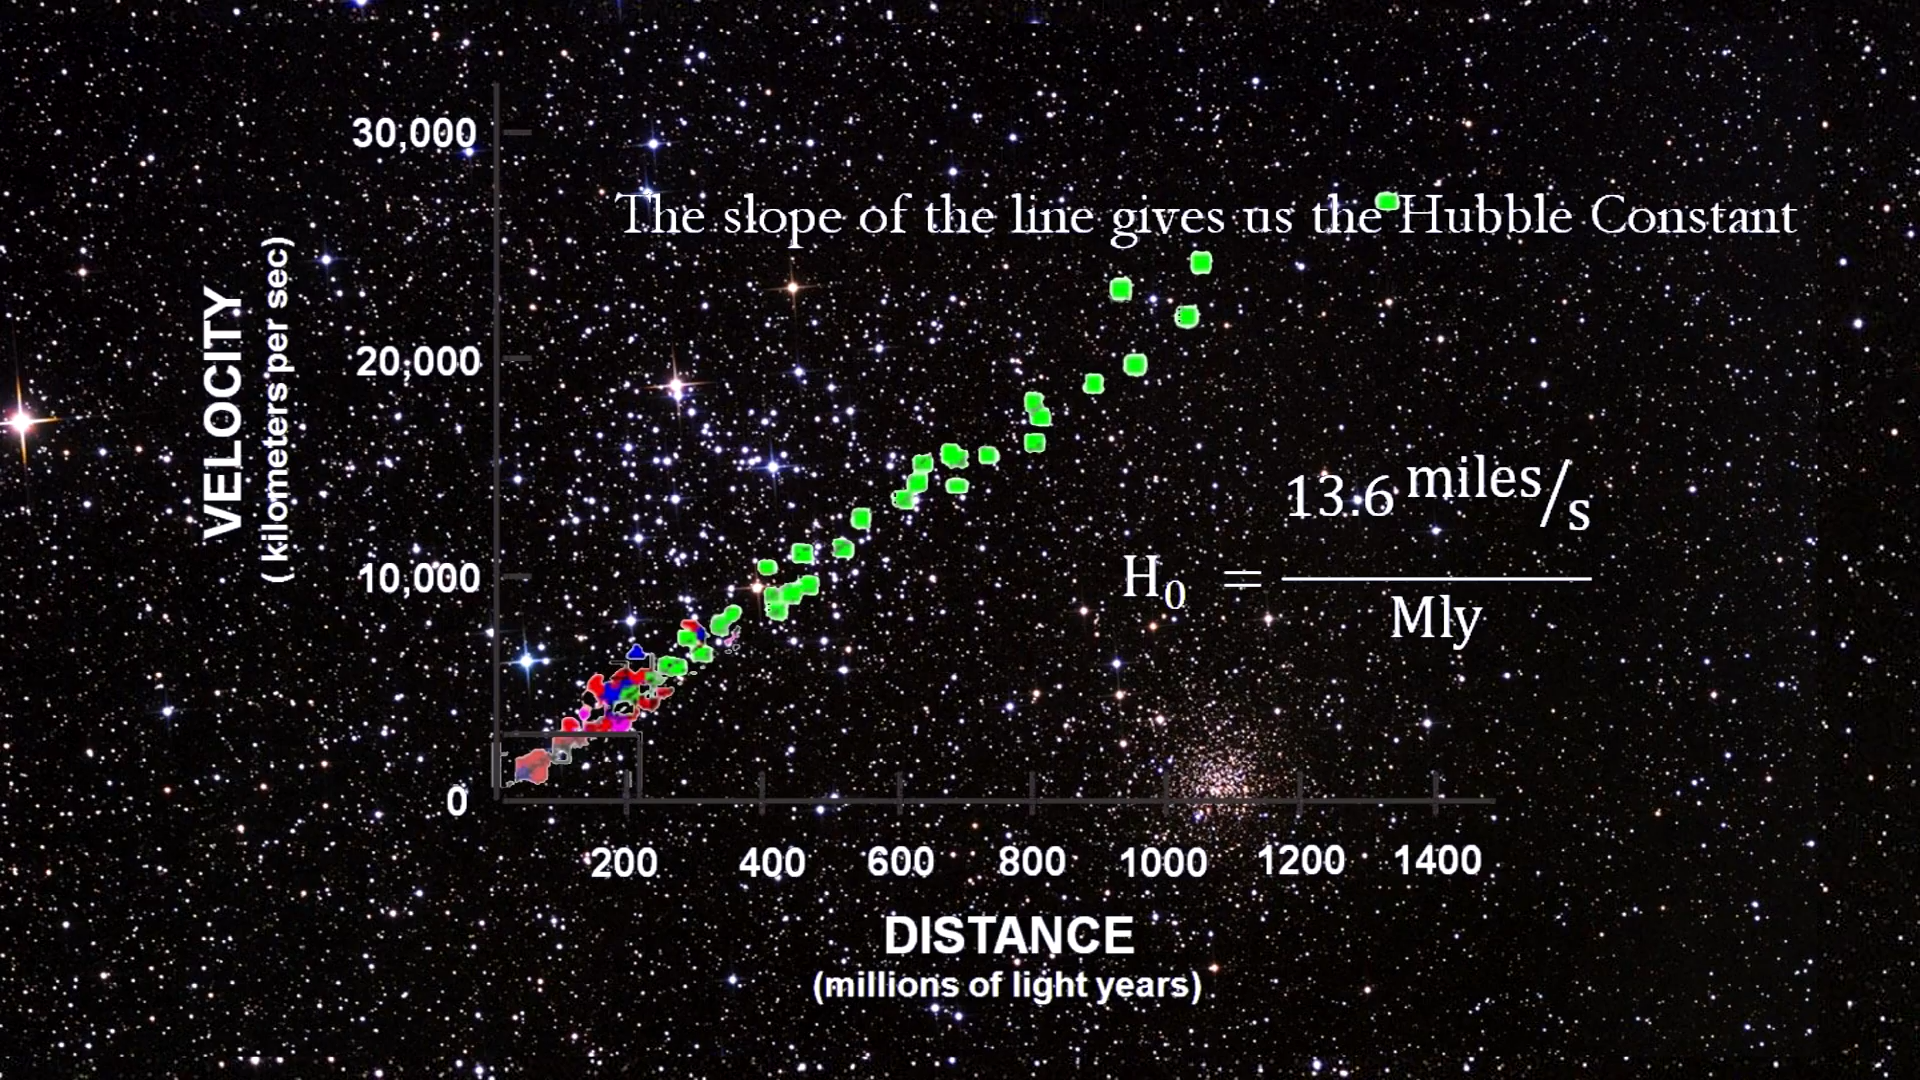 30,000
The slope of the line gives us the Hubble Constant
VELOCITY
(kilometers per sec)
20,000
10,000
0
H₀ = 13.6 miles/s
Mly
200 400 600 800 1000 1200 1400
DISTANCE
(millions of light years)